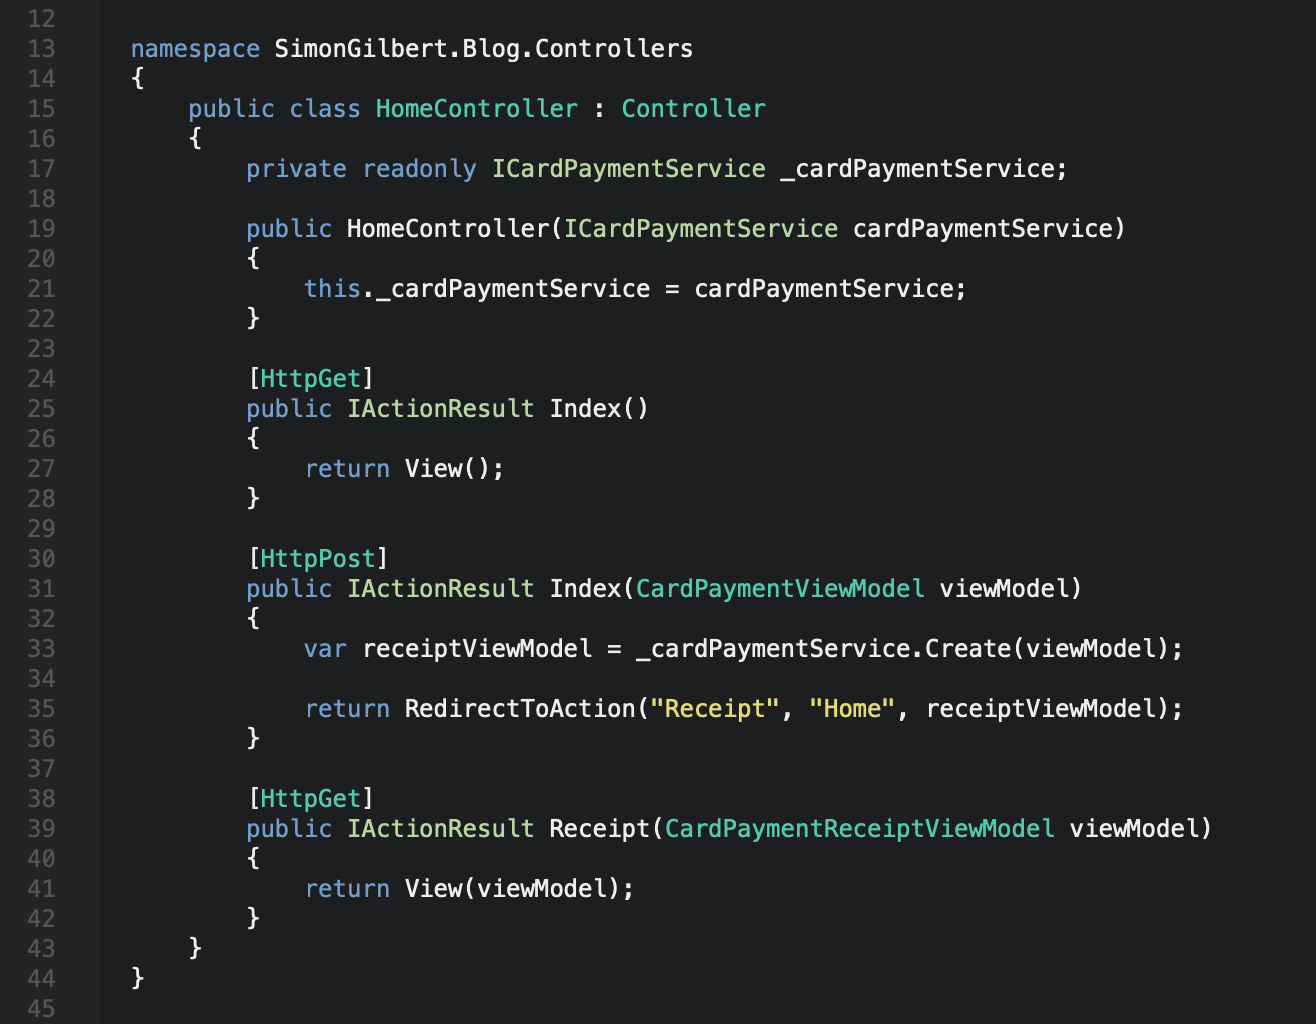 12
13 namespace SimonGilbert.Blog.Controllers
14 {
15     public class HomeController : Controller
16     {
17         private readonly ICardPaymentService _cardPaymentService;
18
19         public HomeController(ICardPaymentService cardPaymentService)
20         {
21             this._cardPaymentService = cardPaymentService;
22         }
23
24         [HttpGet]
25         public IActionResult Index()
26         {
27             return View();
28         }
29
30         [HttpPost]
31         public IActionResult Index(CardPaymentViewModel viewModel)
32         {
33             var receiptViewModel = _cardPaymentService.Create(viewModel);
34
35             return RedirectToAction("Receipt", "Home", receiptViewModel);
36         }
37
38         [HttpGet]
39         public IActionResult Receipt(CardPaymentReceiptViewModel viewModel)
40         {
41             return View(viewModel);
42         }
43     }
44 }
45